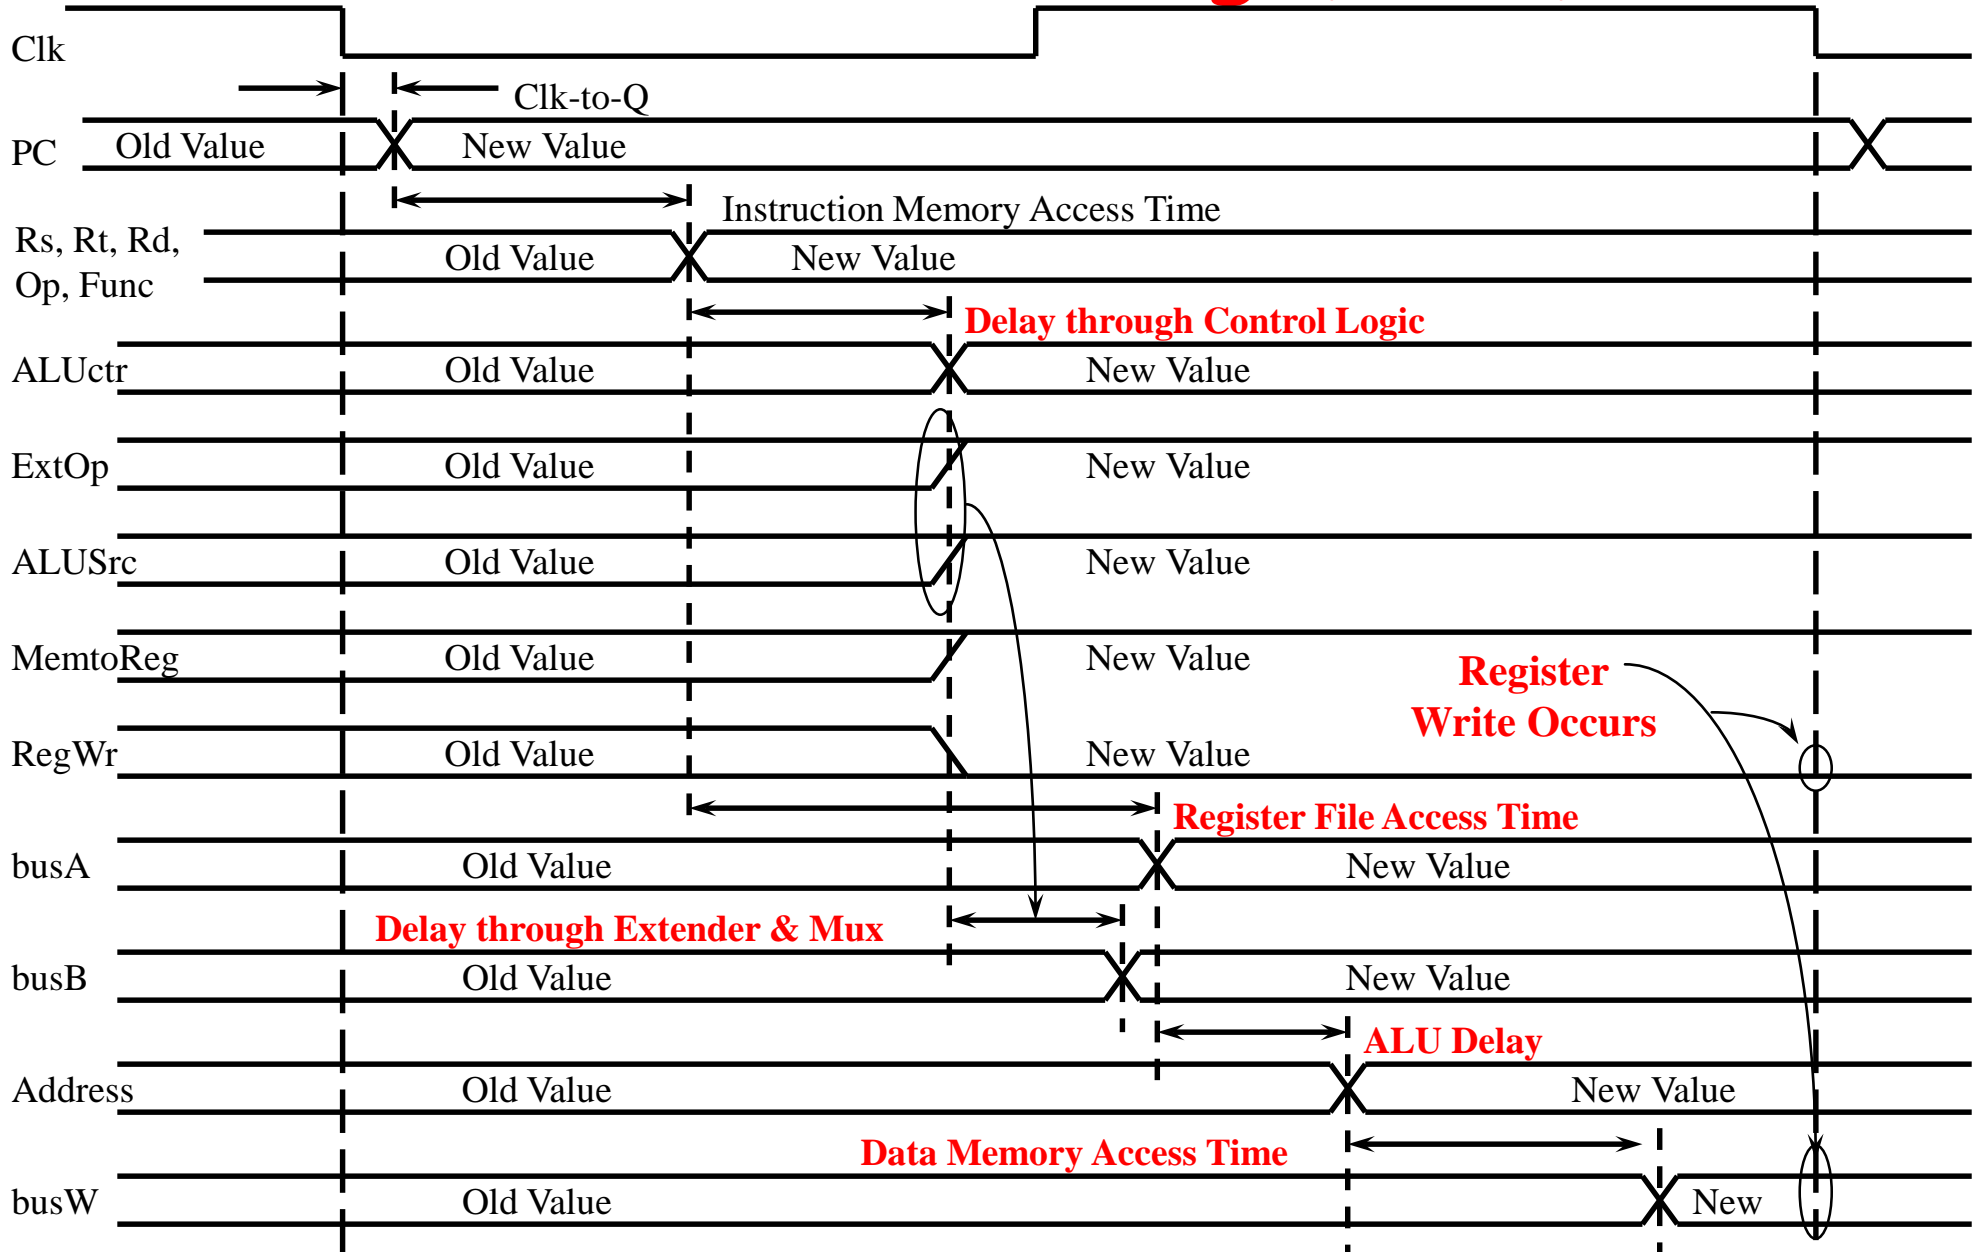 Clk
Clk-to-Q
PC
Old Value
New Value
Instruction Memory Access Time
Rs, Rt, Rd,
Op, Func
Old Value
New Value
Delay through Control Logic
ALUctr
Old Value
New Value
ExtOp
Old Value
New Value
ALUSrc
Old Value
New Value
MemtoReg
Old Value
New Value
Register
Write Occurs
RegWr
Old Value
New Value
Register File Access Time
busA
Old Value
New Value
Delay through Extender & Mux
busB
Old Value
New Value
ALU Delay
Address
Old Value
New Value
Data Memory Access Time
busW
Old Value
New